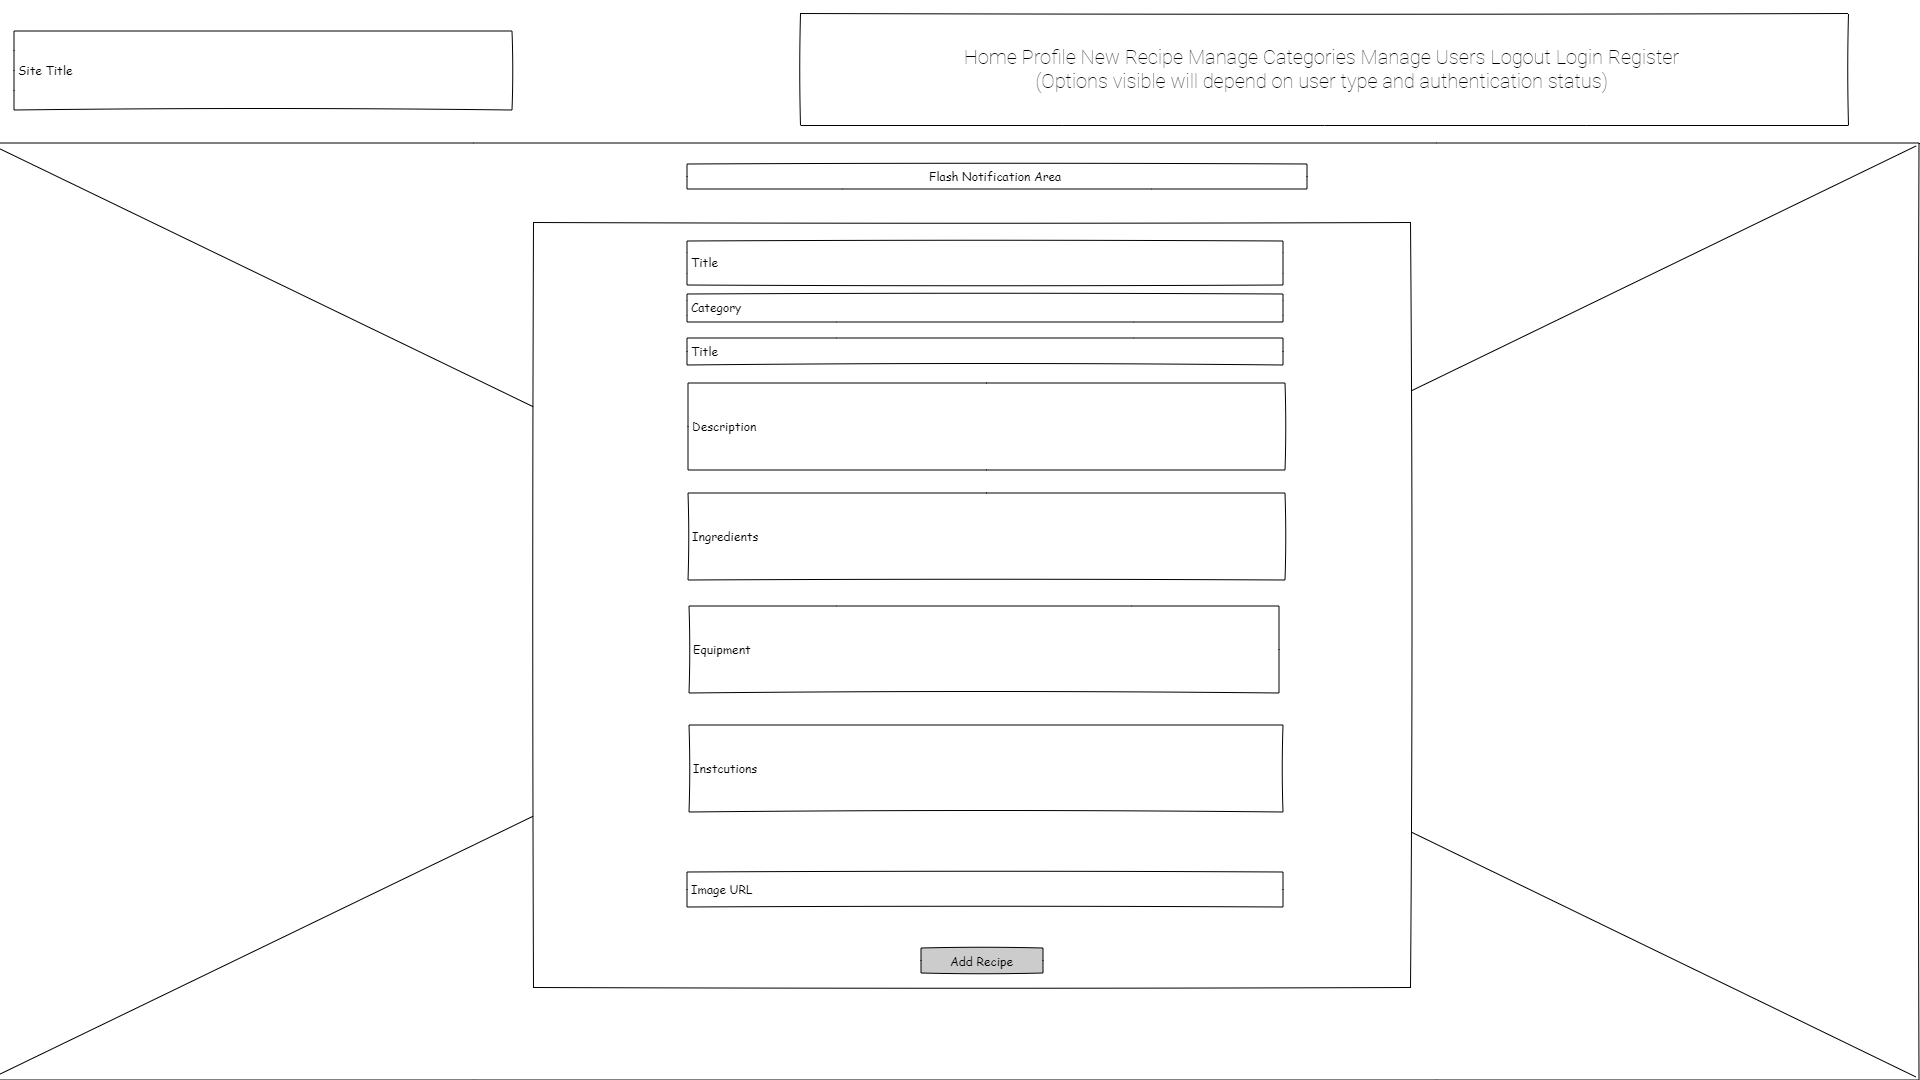 Site Title
Home Profile New Recipe Manage Categories Manage Users Logout Login Register
(Options visible will depend on user type and authentication status)
Flash Notification Area
Title
Category
Title
Description
Ingredients
Equipment
Instcutions
Image URL
Add Recipe